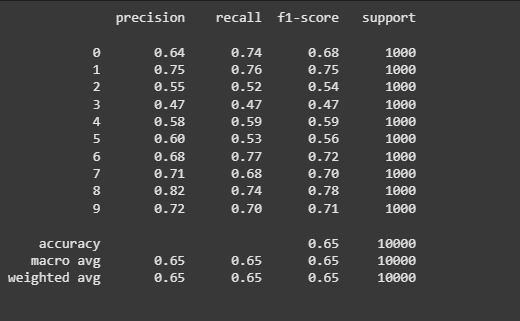 precision recall f1-score support
0 0.64 0.74 0.68 1000
1 0.75 0.76 0.75 1000
2 0.55 0.52 0.54 1000
3 0.47 0.47 0.47 1000
4 0.58 0.59 0.59 1000
5 0.60 0.53 0.56 1000
6 0.68 0.77 0.72 1000
7 0.71 0.68 0.70 1000
8 0.82 0.74 0.78 1000
9 0.72 0.70 0.71 1000
accuracy 0.65 10000
macro avg 0.65 0.65 0.65 10000
weighted avg 0.65 0.65 0.65 10000